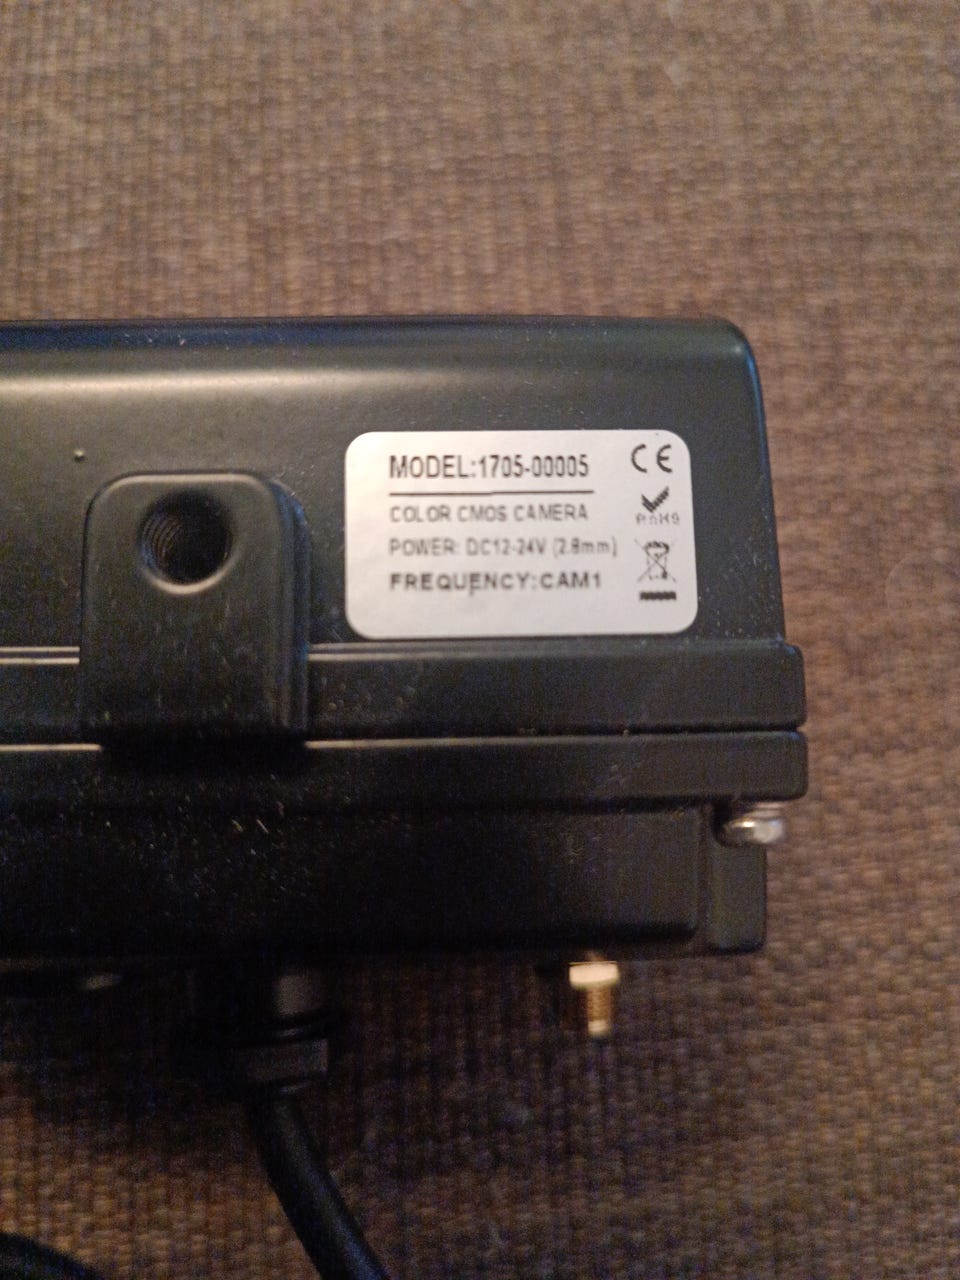 MODEL:1705-00005
CE
COLOR CMOS CAMERA
RoHS
POWER: DC12-24V (2.8mm)
FREQUENCY:CAM1